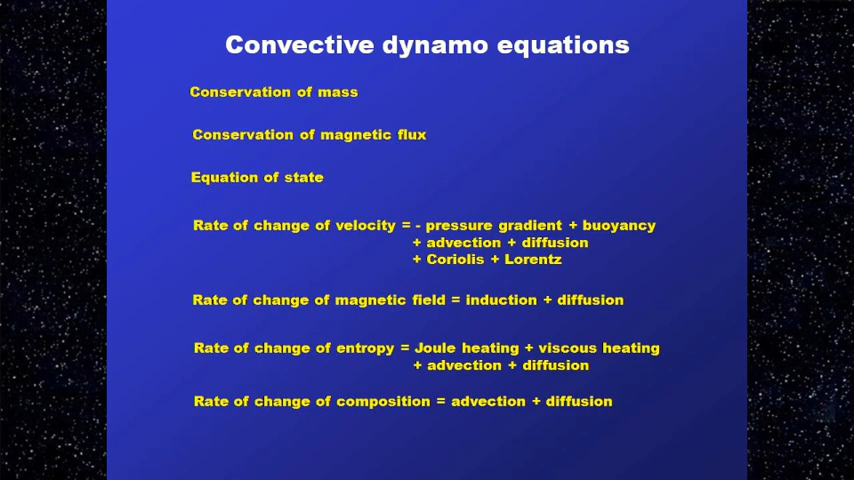 Convective dynamo equations
Conservation of mass
Conservation of magnetic flux
Equation of state
Rate of change of velocity = - pressure gradient + buoyancy
+ advection + diffusion
+ Coriolis + Lorentz
Rate of change of magnetic field = induction + diffusion
Rate of change of entropy = Joule heating + viscous heating
+ advection + diffusion
Rate of change of composition = advection + diffusion